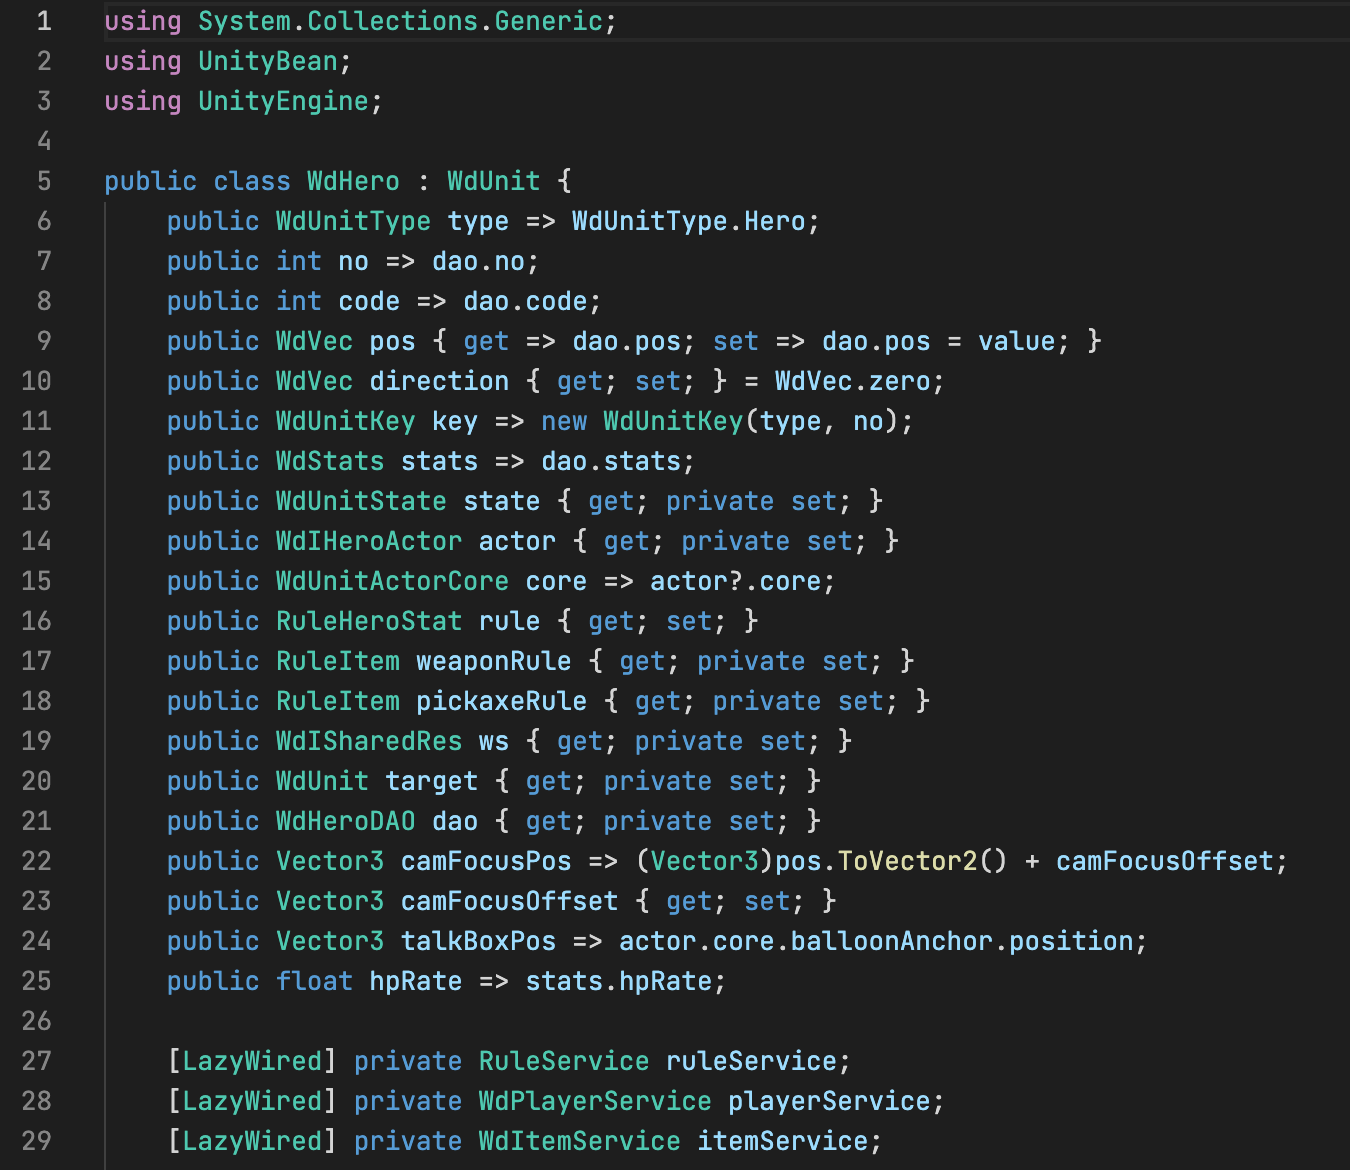 1 using System.Collections.Generic;
2 using UnityBean;
3 using UnityEngine;
4
5 public class WdHero : WdUnit {
6     public WdUnitType type => WdUnitType.Hero;
7     public int no => dao.no;
8     public int code => dao.code;
9     public WdVec pos { get => dao.pos; set => dao.pos = value; }
10     public WdVec direction { get; set; } = WdVec.zero;
11     public WdUnitKey key => new WdUnitKey(type, no);
12     public WdStats stats => dao.stats;
13     public WdUnitState state { get; private set; }
14     public WdIHeroActor actor { get; private set; }
15     public WdUnitActorCore core => actor?.core;
16     public RuleHeroStat rule { get; set; }
17     public RuleItem weaponRule { get; private set; }
18     public RuleItem pickaxeRule { get; private set; }
19     public WdISharedRes ws { get; private set; }
20     public WdUnit target { get; private set; }
21     public WdHeroDAO dao { get; private set; }
22     public Vector3 camFocusPos => (Vector3)pos.ToVector2() + camFocusOffset;
23     public Vector3 camFocusOffset { get; set; }
24     public Vector3 talkBoxPos => actor.core.balloonAnchor.position;
25     public float hpRate => stats.hpRate;
26
27     [LazyWired] private RuleService ruleService;
28     [LazyWired] private WdPlayerService playerService;
29     [LazyWired] private WdItemService itemService;